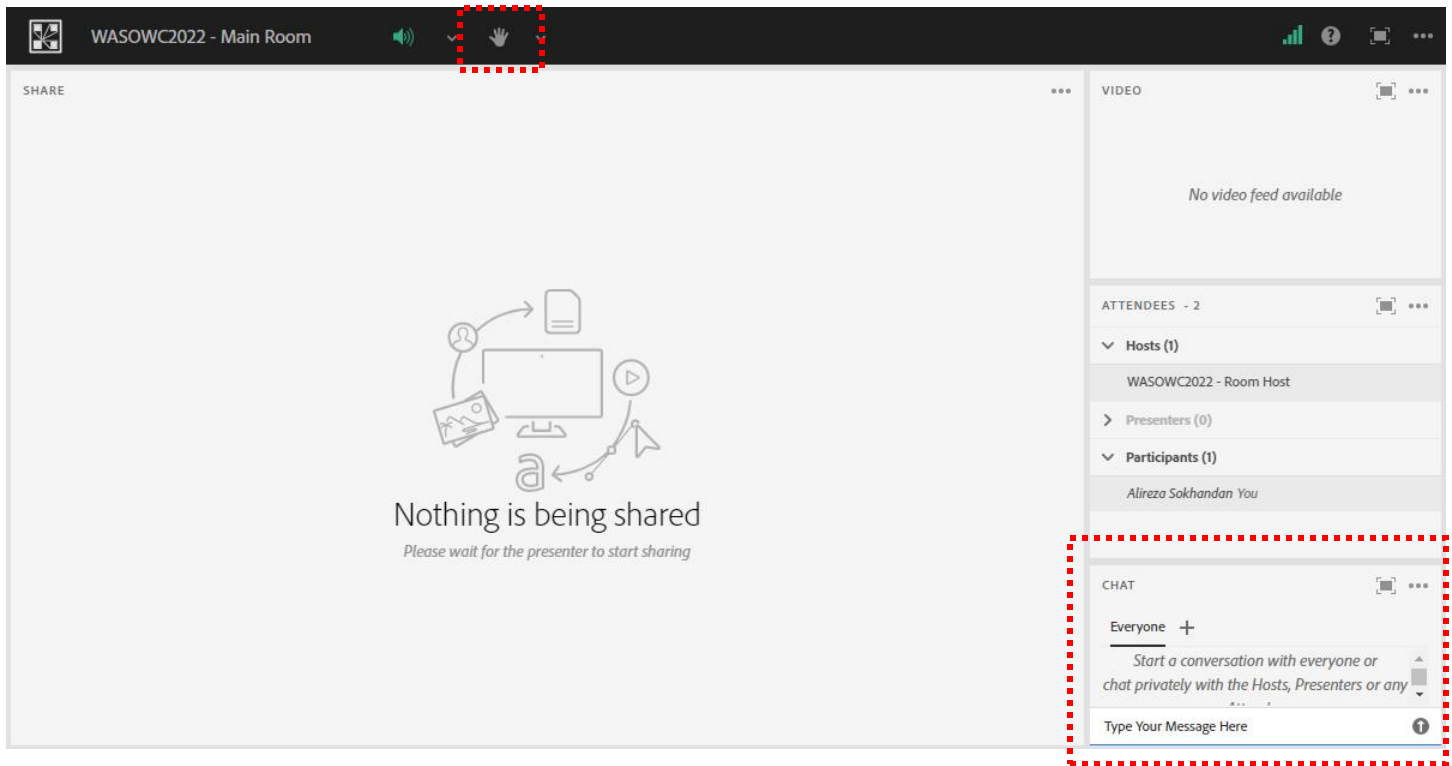 WASOWC2022 - Main Room
SHARE
Nothing is being shared
Please wait for the presenter to start sharing
VIDEO
No video feed available
ATTENDEES - 2
Hosts (1)
WASOWC2022 - Room Host
Presenters (0)
Participants (1)
Alireza Sokhandan You
CHAT
Everyone
Start a conversation with everyone or
chat privately with the Hosts, Presenters or any
Type Your Message Here